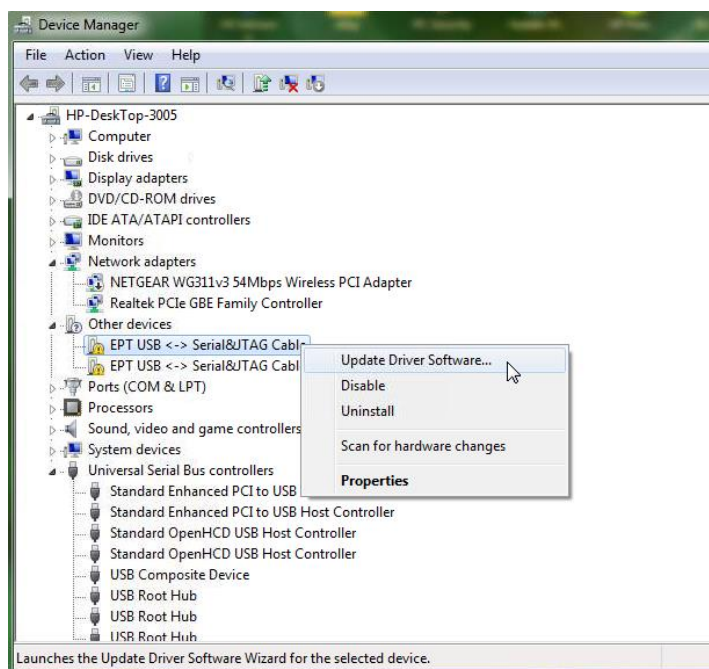 Device Manager
File Action View Help
HP-DeskTop-3005
Computer
Disk drives
Display adapters
DVD/CD-ROM drives
IDE ATA/ATAPI controllers
Monitors
Network adapters
NETGEAR WG311v3 54Mbps Wireless PCI Adapter
Realtek PCIe GBE Family Controller
Other devices
EPT USB <-> Serial&JTAG Cable
EPT USB <-> Serial&JTAG Cabl
Ports (COM & LPT)
Processors
Sound, video and game controllers
System devices
Universal Serial Bus controllers
Standard Enhanced PCI to USB
Standard Enhanced PCI to USB Host Controller
Standard OpenHCD USB Host Controller
Standard OpenHCD USB Host Controller
USB Composite Device
USB Root Hub
USB Root Hub
USB Root Hub
Update Driver Software...
Disable
Uninstall
Scan for hardware changes
Properties
Launches the Update Driver Software Wizard for the selected device.